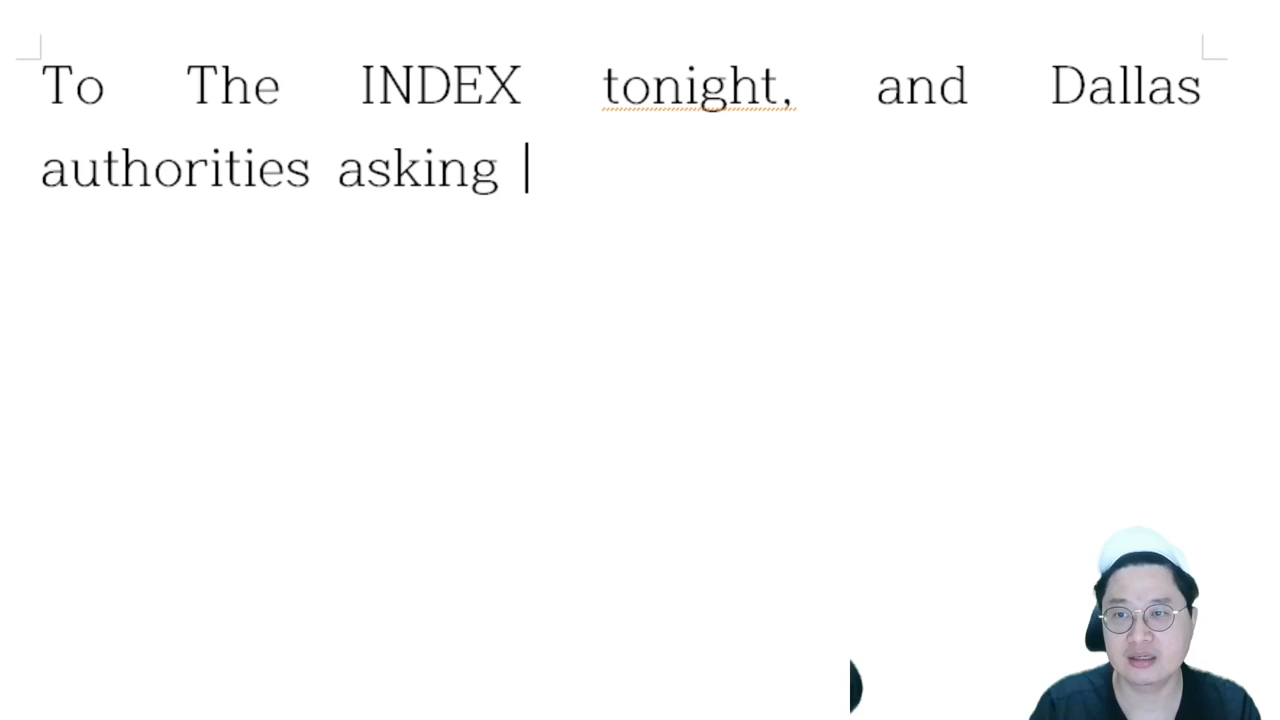 To The INDEX tonight, and Dallas
authorities asking